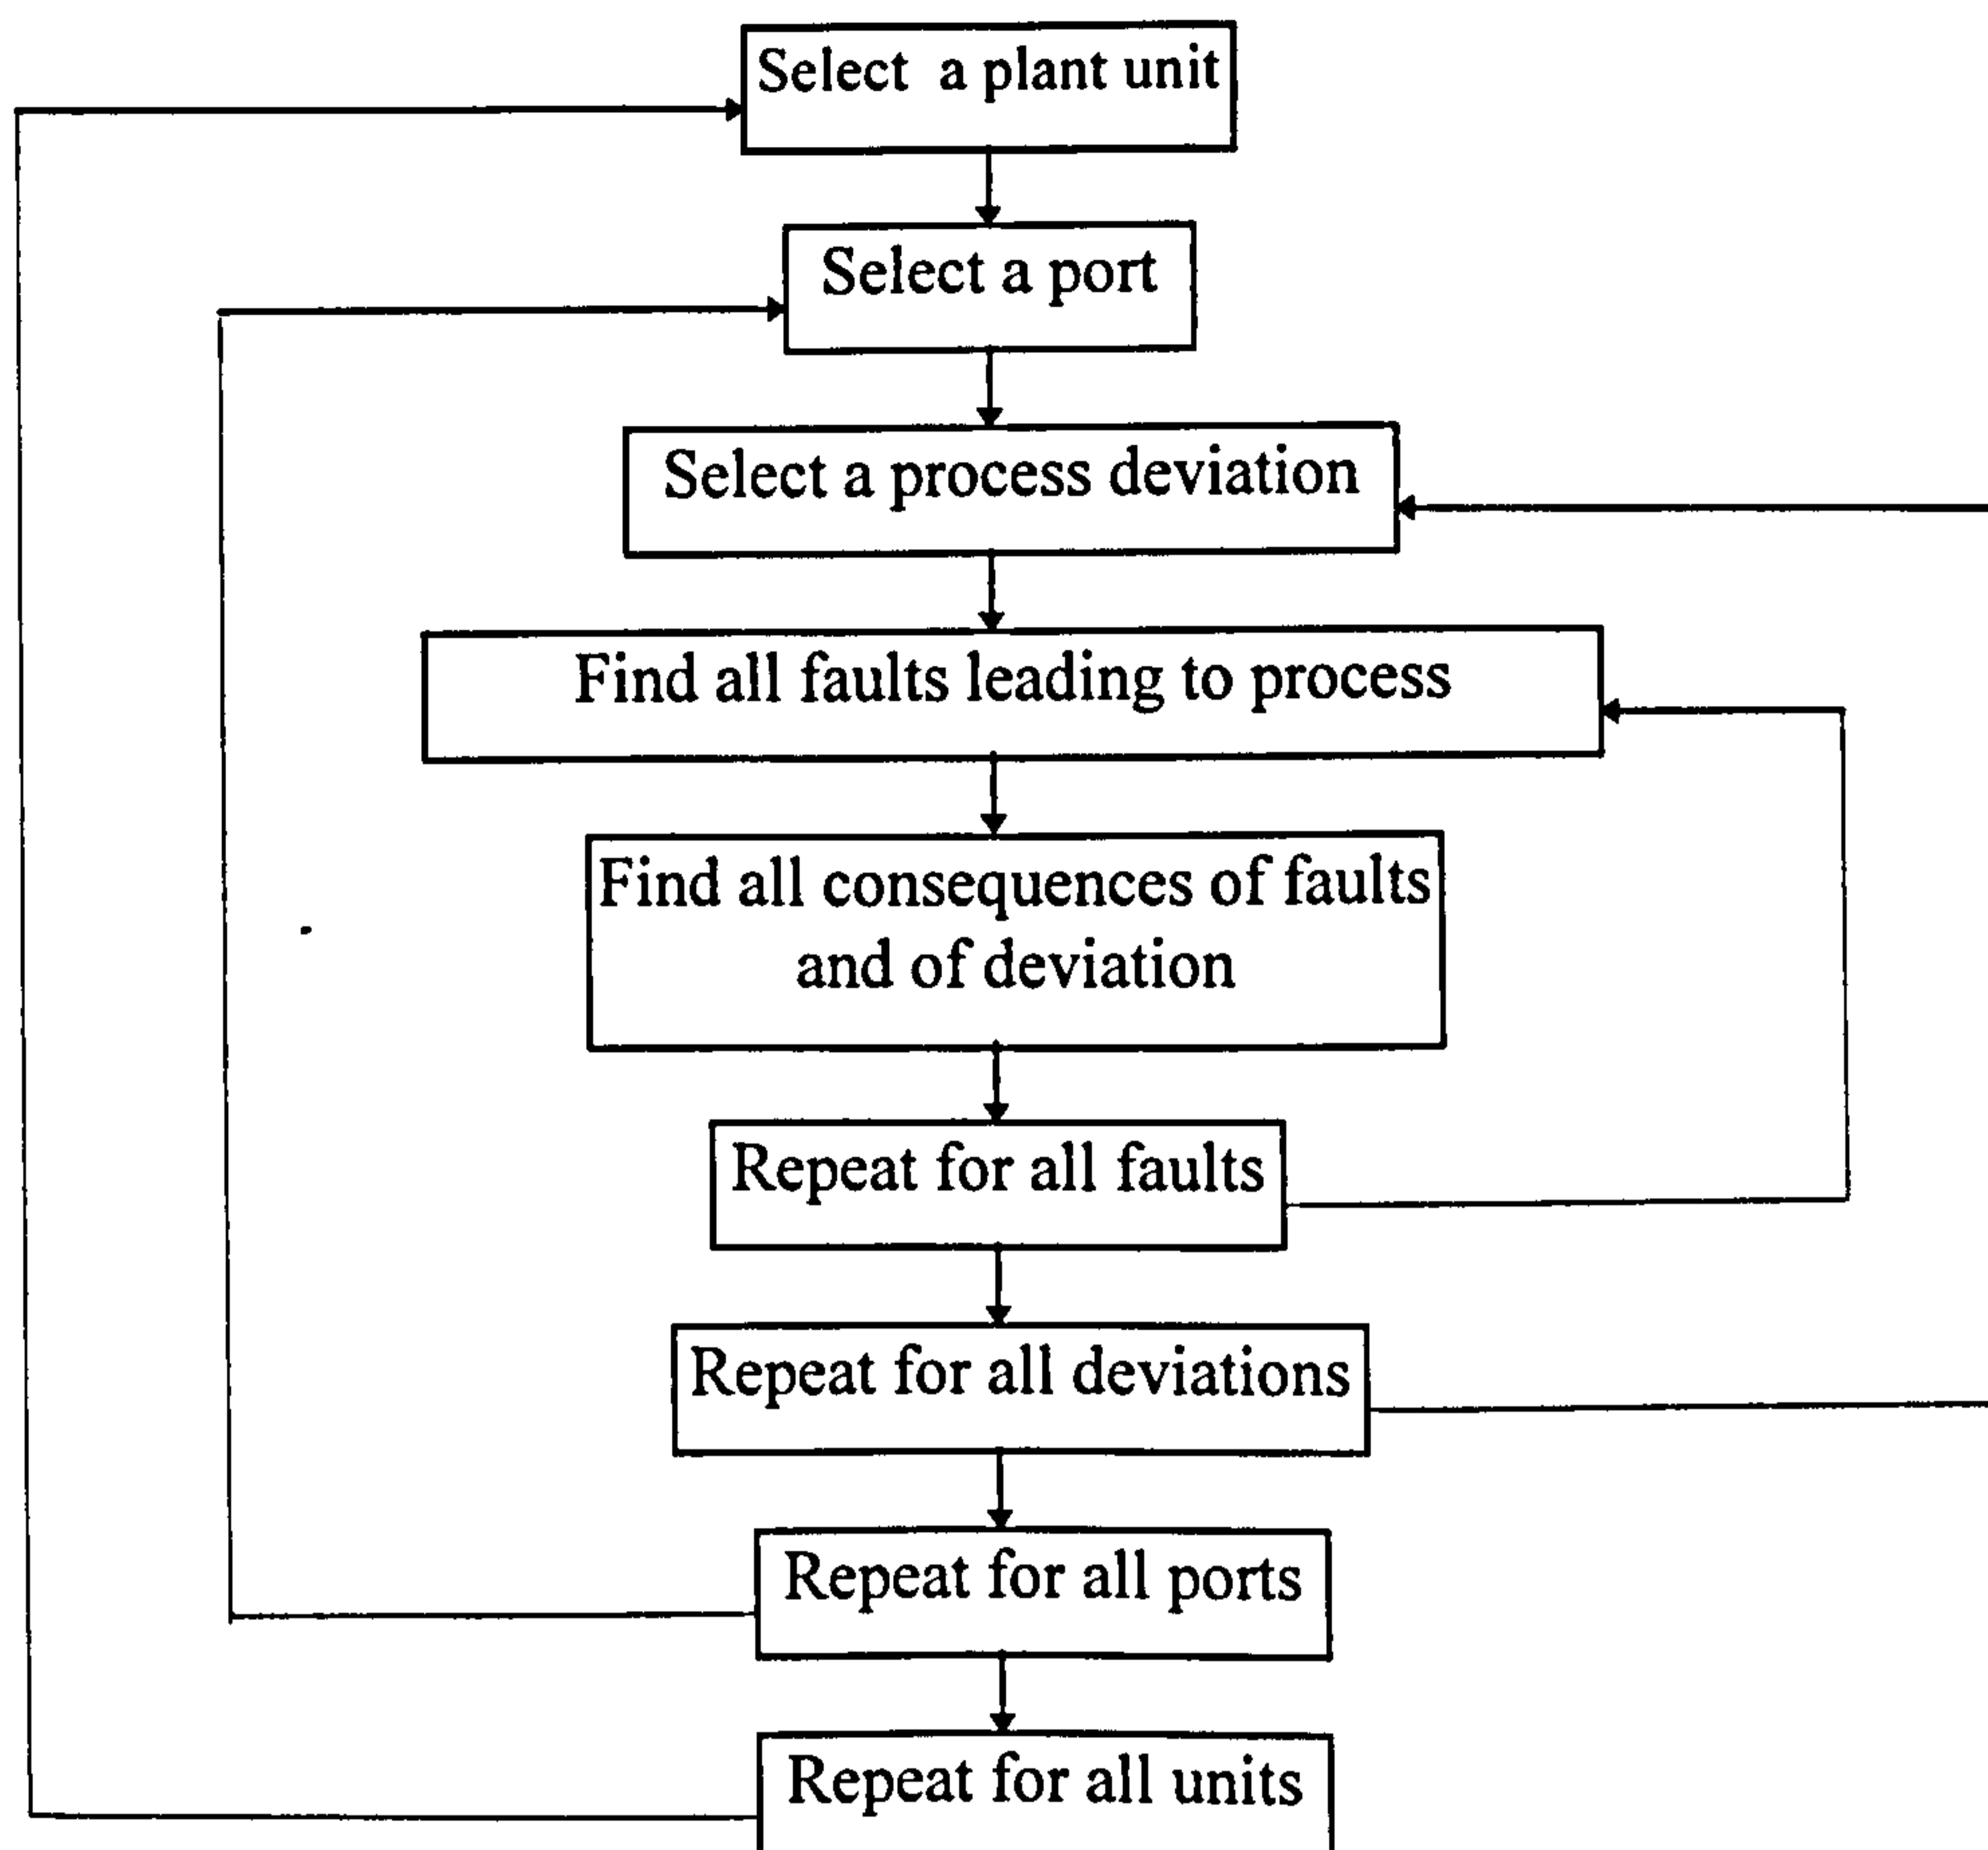 Select a plant unit
Select a port
Select a process deviation
Find all faults leading to process
Find all consequences of faults
and of deviation
Repeat for all faults
Repeat for all deviations
Repeat for all ports
Repeat for all units